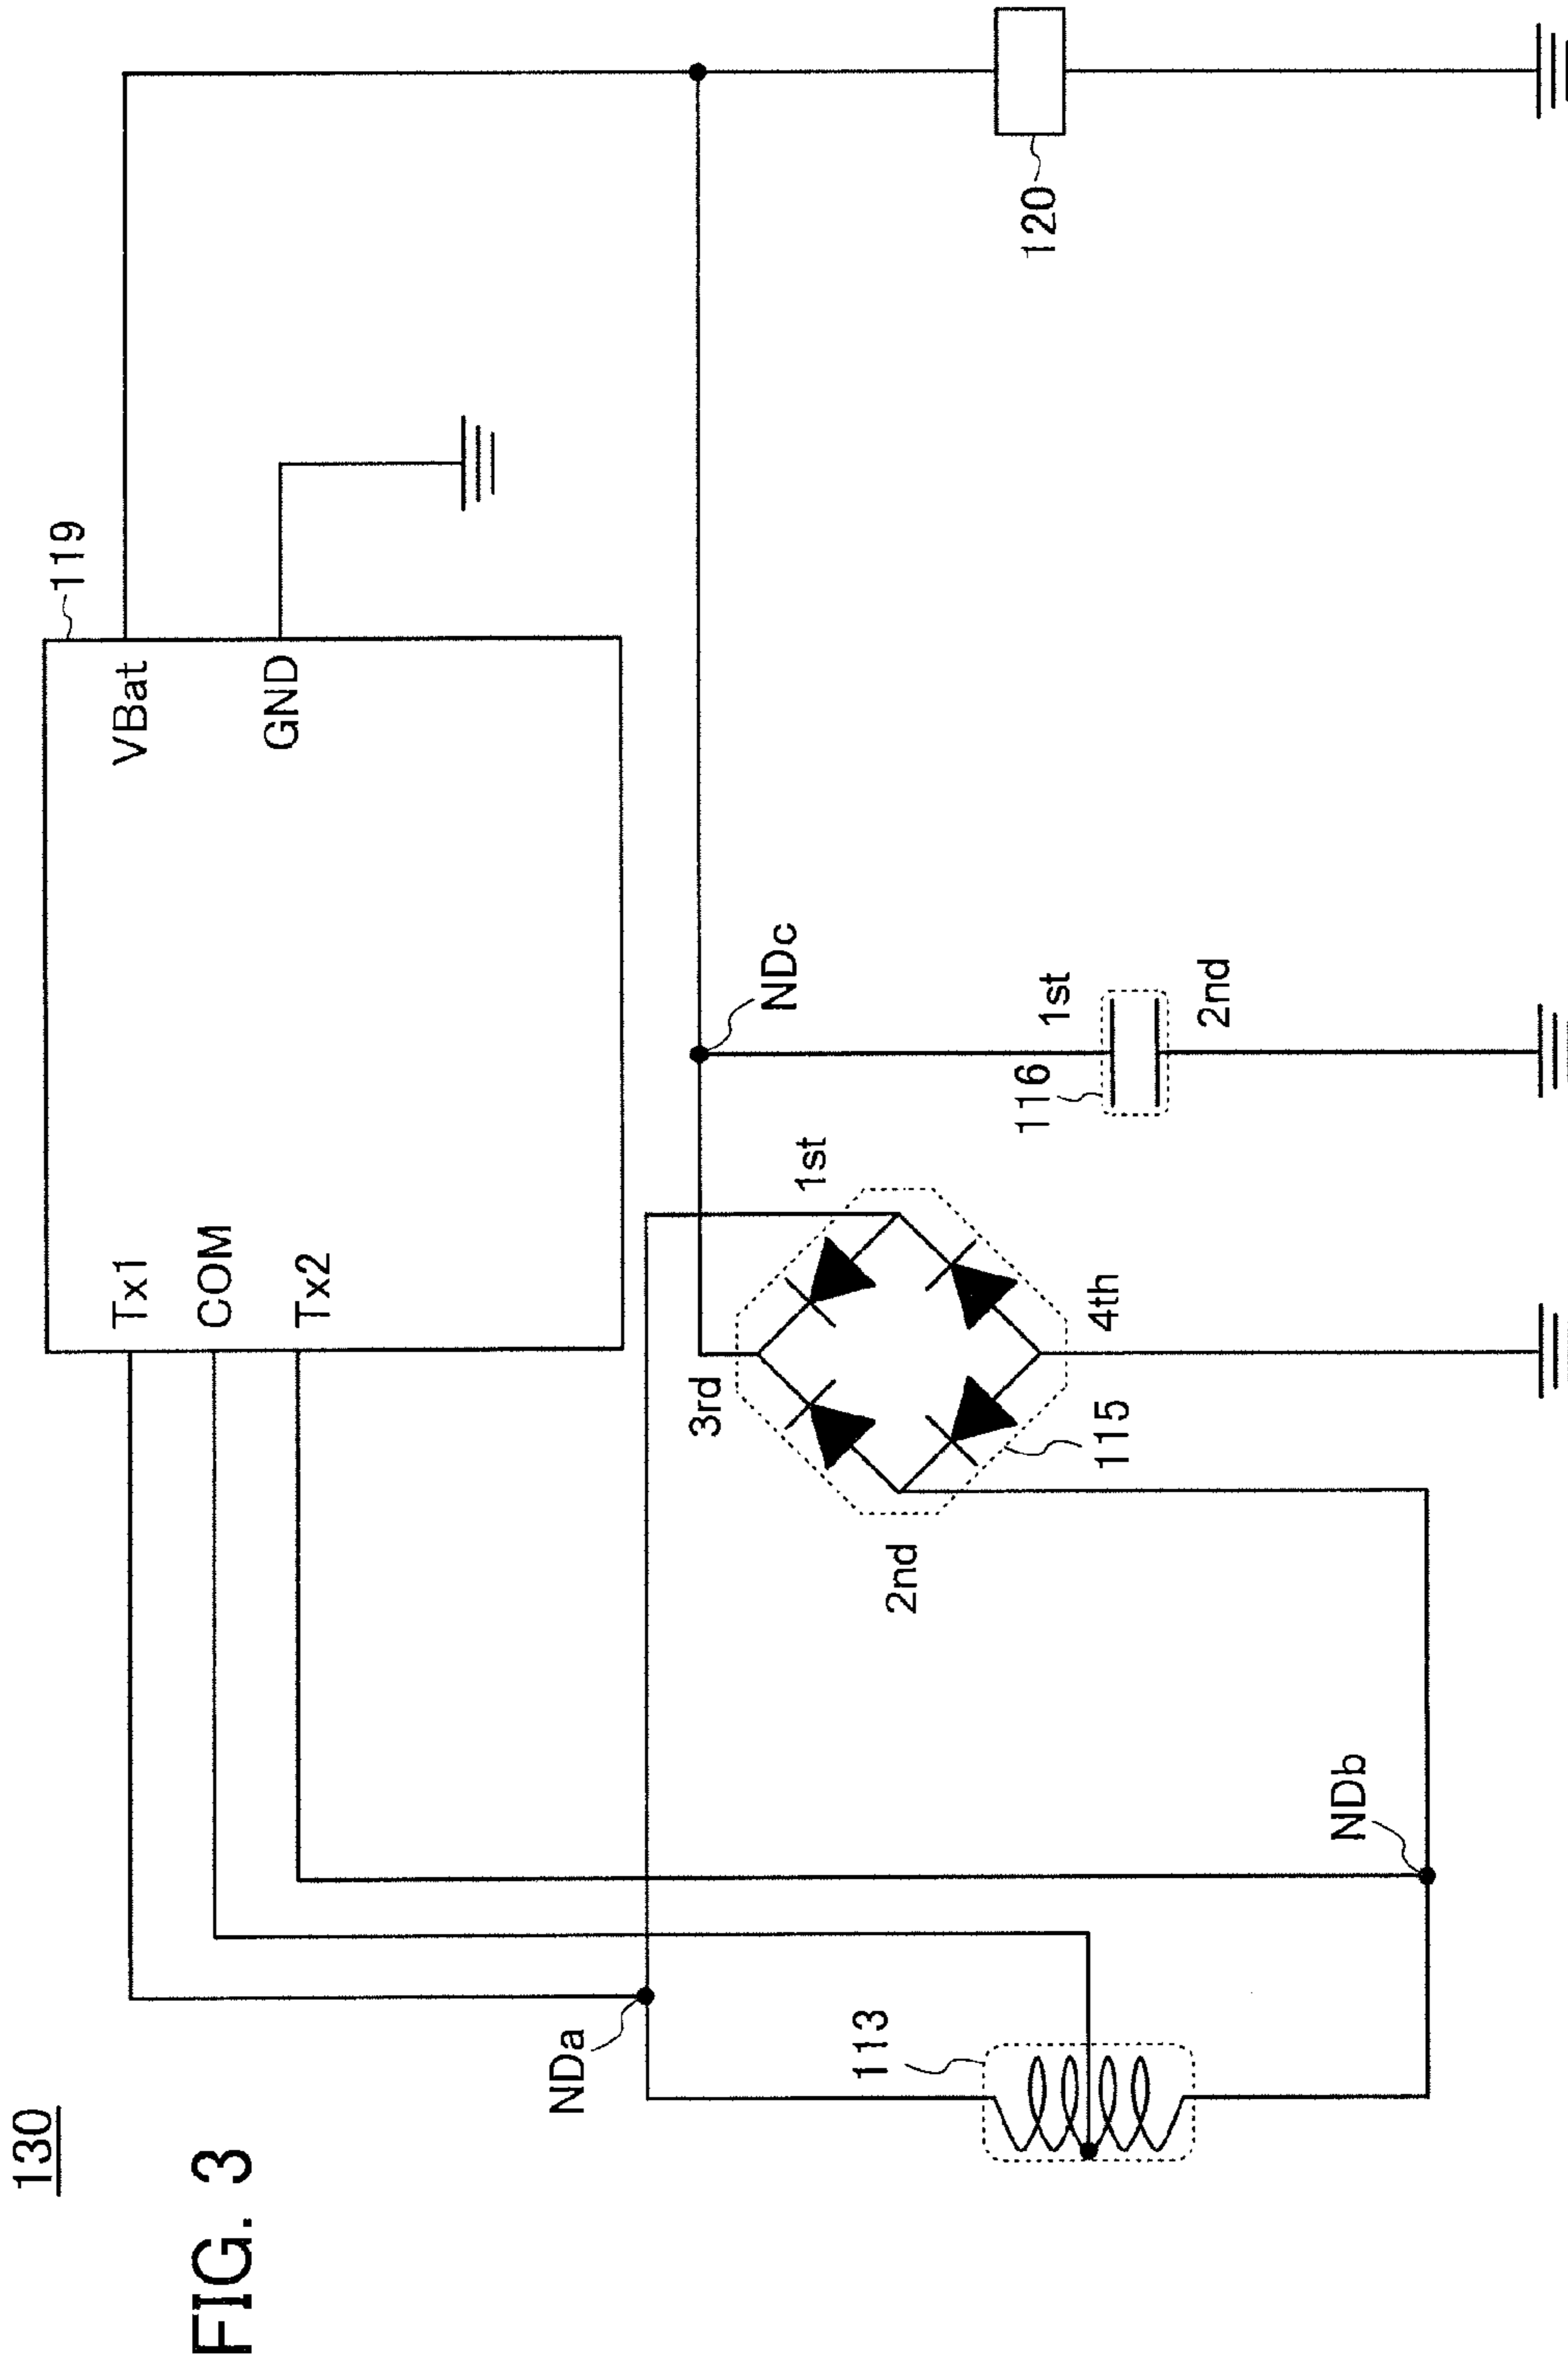 130
FIG. 3
119
Tx1
COM
Tx2
VBat
GND
NDa
NDb
NDc
113
115
1st
2nd
3rd
4th
116
1st
2nd
120